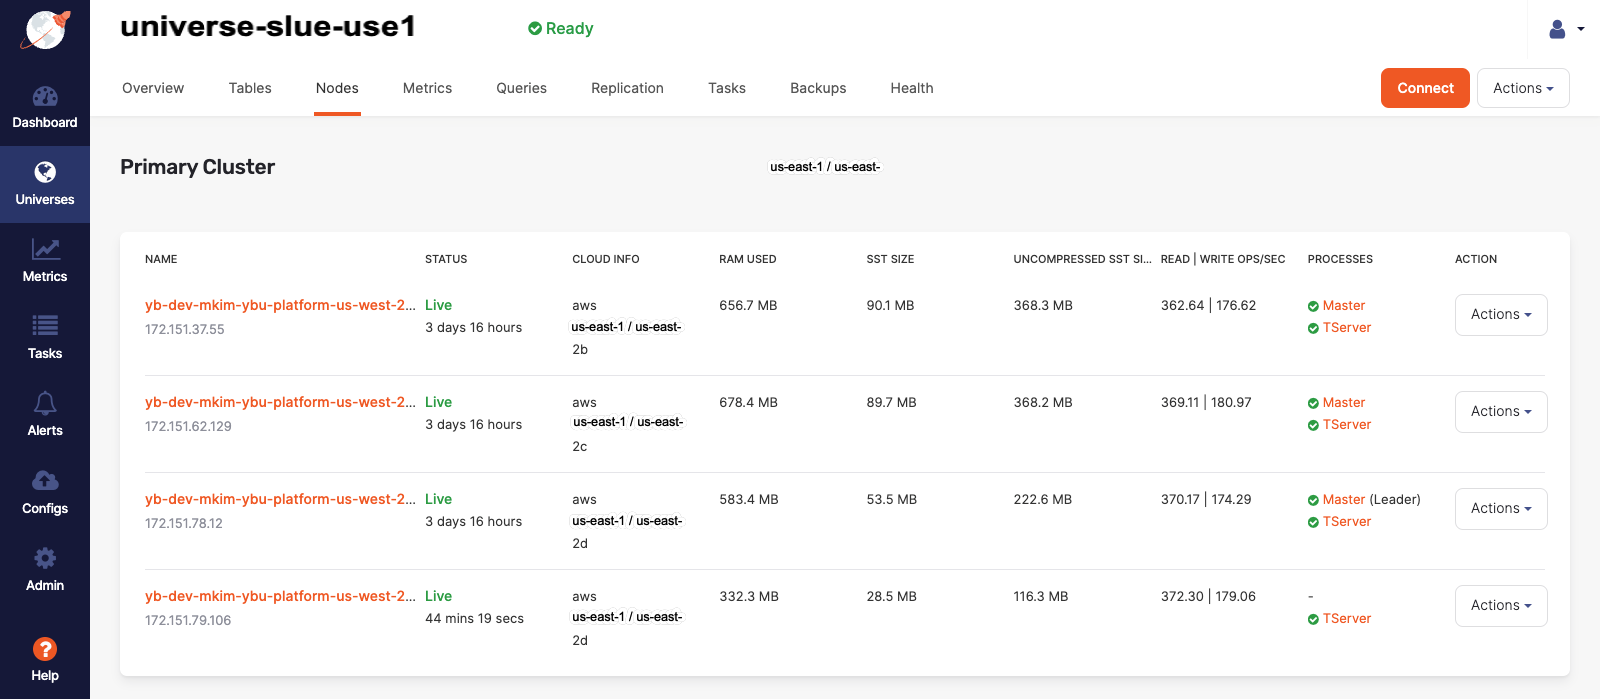 universe-slue-use1
Ready
Overview Tables Nodes Metrics Queries Replication Tasks Backups Health
Connect Actions
Dashboard
Universes
Metrics
Tasks
Alerts
Configs
Admin
?
Help
Primary Cluster
us-east-1 / us-east-
NAME STATUS CLOUD INFO RAM USED SST SIZE UNCOMPRESSED SST SI... READ | WRITE OPS/SEC PROCESSES ACTION
yb-dev-mkim-ybu-platform-us-west-2... Live aws 656.7 MB 90.1 MB 368.3 MB 362.64 | 176.62 Master Actions
172.151.37.55 3 days 16 hours us-east-1 / us-east- TServer
2b
yb-dev-mkim-ybu-platform-us-west-2... Live aws 678.4 MB 89.7 MB 368.2 MB 369.11 | 180.97 Master Actions
172.151.62.129 3 days 16 hours us-east-1 / us-east- TServer
2c
yb-dev-mkim-ybu-platform-us-west-2... Live aws 583.4 MB 53.5 MB 222.6 MB 370.17 | 174.29 Master (Leader) Actions
172.151.78.12 3 days 16 hours us-east-1 / us-east- TServer
2d
yb-dev-mkim-ybu-platform-us-west-2... Live aws 332.3 MB 28.5 MB 116.3 MB 372.30 | 179.06 - Actions
172.151.79.106 44 mins 19 secs us-east-1 / us-east- TServer
2d